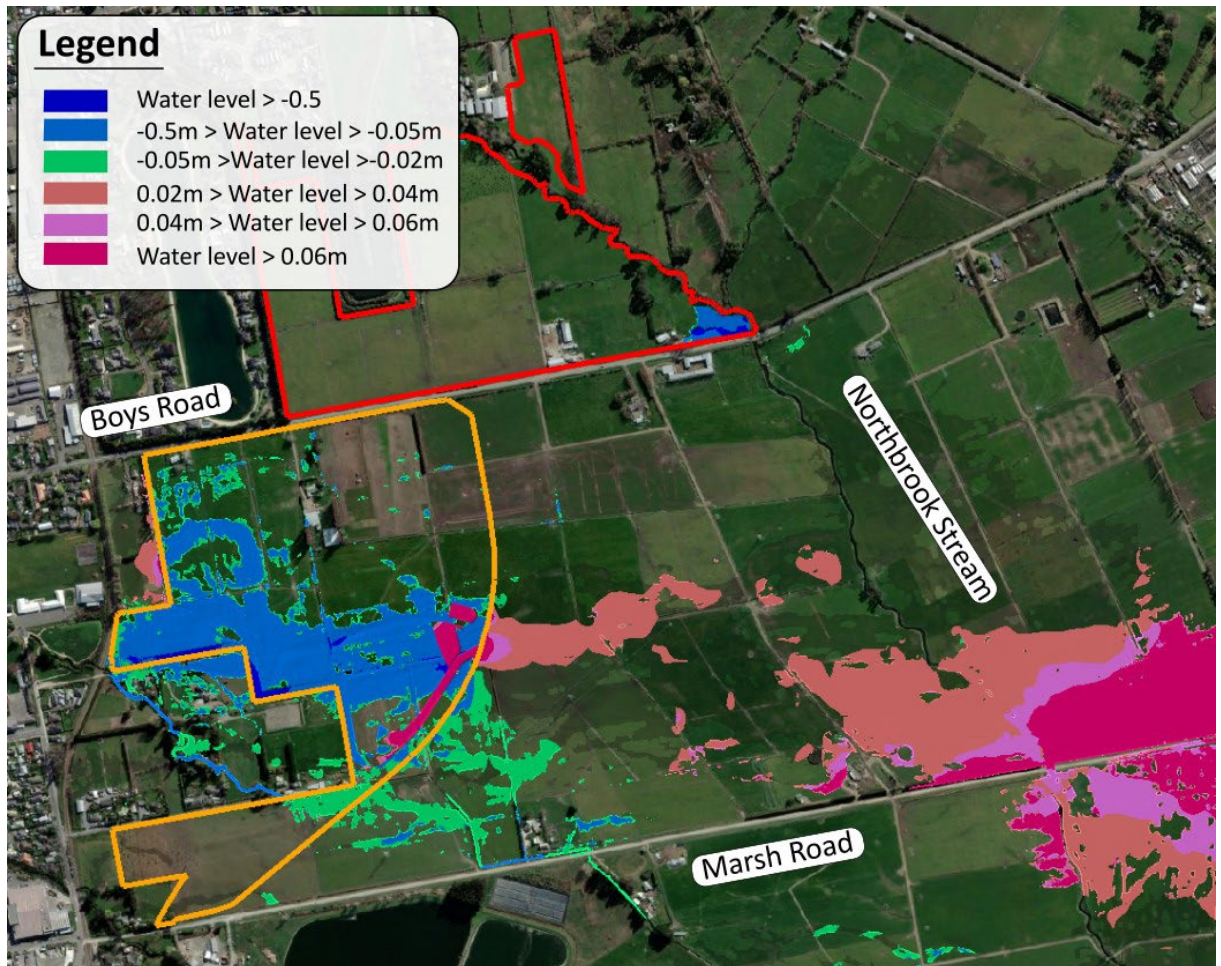 Legend
Water level > -0.5
-0.5m > Water level > -0.05m
-0.05m >Water level >-0.02m
0.02m > Water level > 0.04m
0.04m > Water level > 0.06m
Water level > 0.06m
Boys Road
Northbrook Stream
Marsh Road